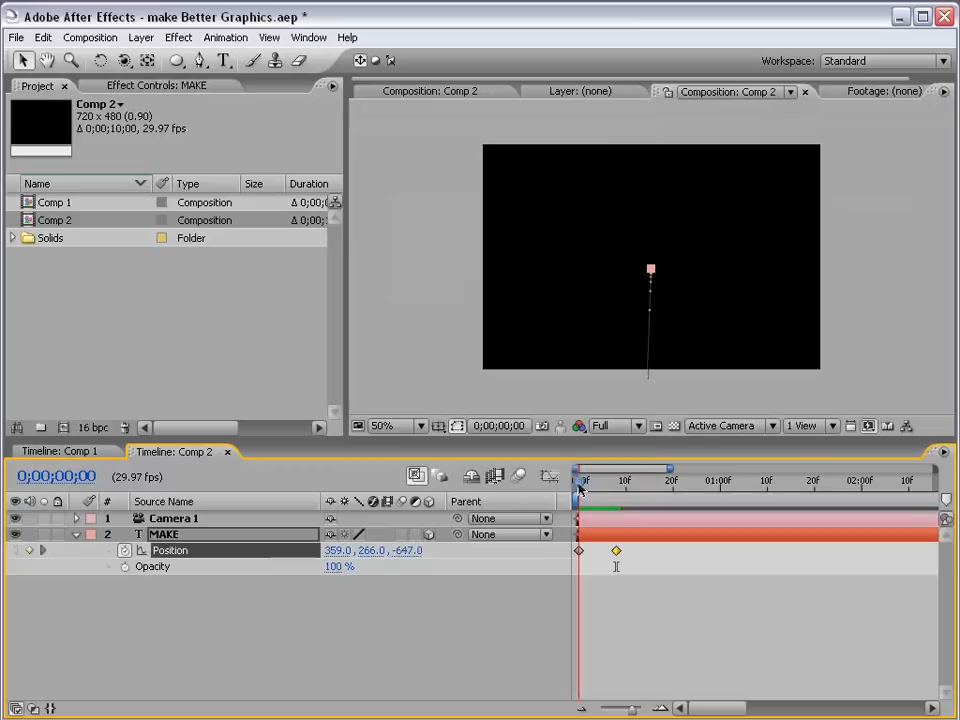 Adobe After Effects - make Better Graphics.aep *
File Edit Composition Layer Effect Animation View Window Help
Workspace: Standard
Project × Effect Controls: MAKE
Composition: Comp 2 Layer: (none) Composition: Comp 2 × Footage: (none)
Comp 2
720 x 480 (0.90)
Δ 0;00;10;00, 29.97 fps
Name Type Size Duration
Comp 1 Composition Δ 0;00;
Comp 2 Composition Δ 0;00;
Solids Folder
16 bpc
50% 0;00;00;00 Full Active Camera 1 View
Timeline: Comp 1 Timeline: Comp 2 ×
0;00;00;00 (29.97 fps)
10f 20f 01:00f 10f 20f 02:00f 10f
# Source Name Parent
1 Camera 1 None
2 T MAKE None
Position 359.0, 266.0, -647.0
Opacity 100 %